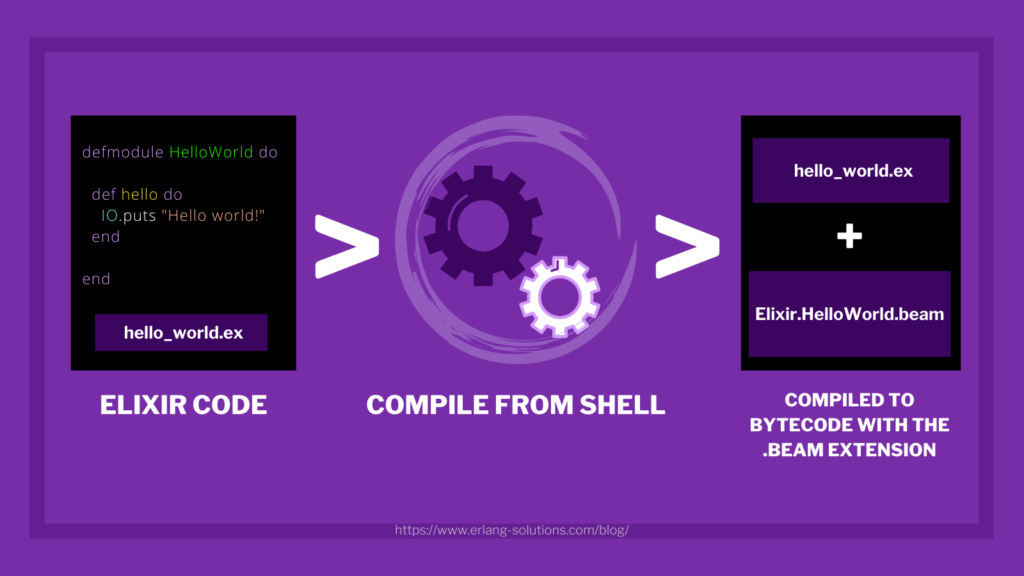 defmodule HelloWorld do
def hello do
IO.puts "Hello world!"
end
end
hello_world.ex
ELIXIR CODE
>
COMPILE FROM SHELL
>
hello_world.ex
+
Elixir.HelloWorld.beam
COMPILED TO
BYTECODE WITH THE
.BEAM EXTENSION
https://www.erlang-solutions.com/blog/